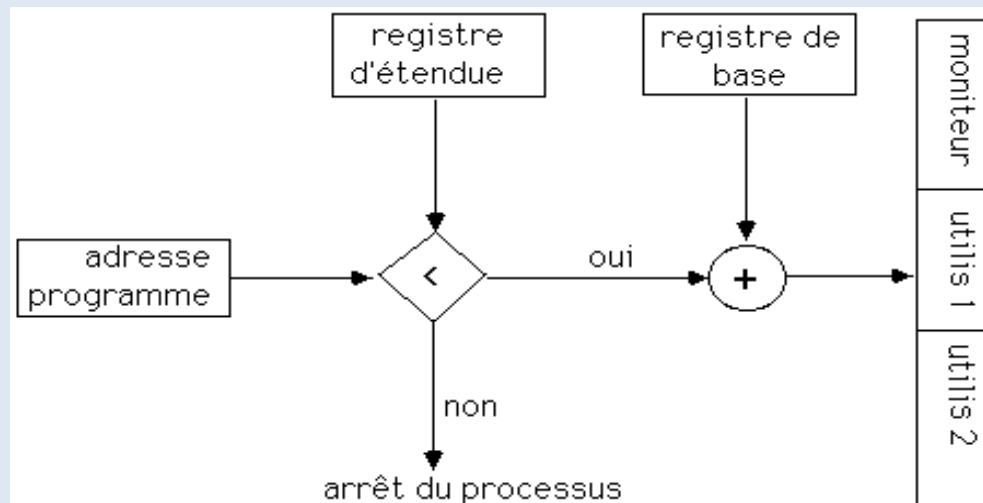 registre
d'étendue
registre de
base
moniteur
adresse
programme
<
oui
+
utilis 1
non
utilis 2
arrêt du processus